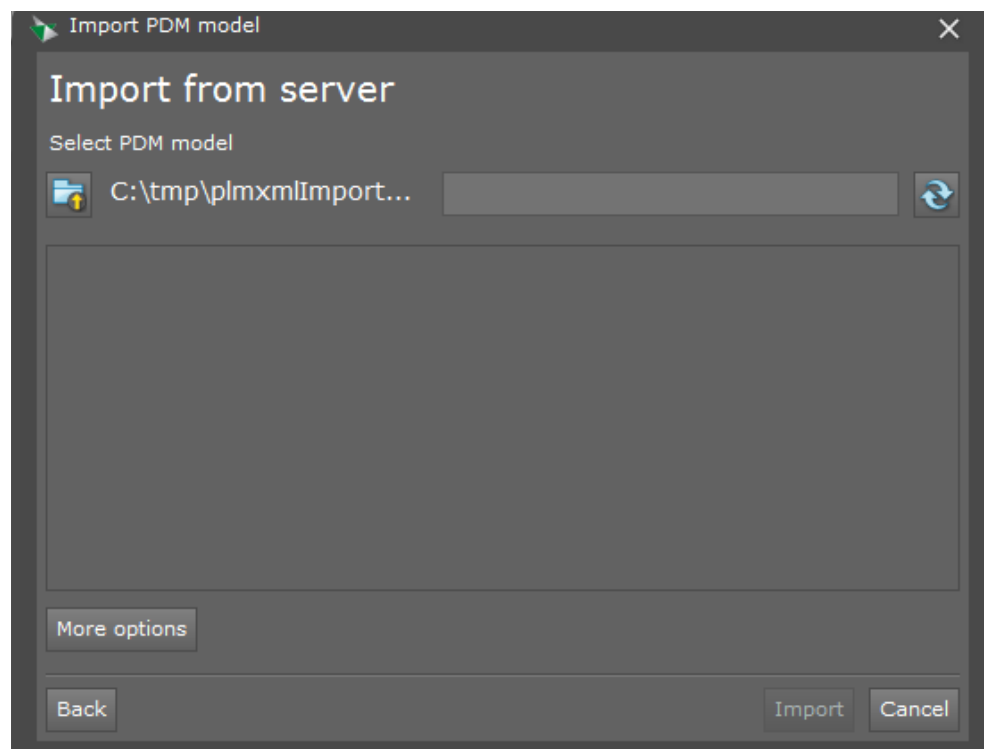 Import PDM model
Import from server
Select PDM model
C:\tmp\plmxmlImport...
More options
Back
Import
Cancel